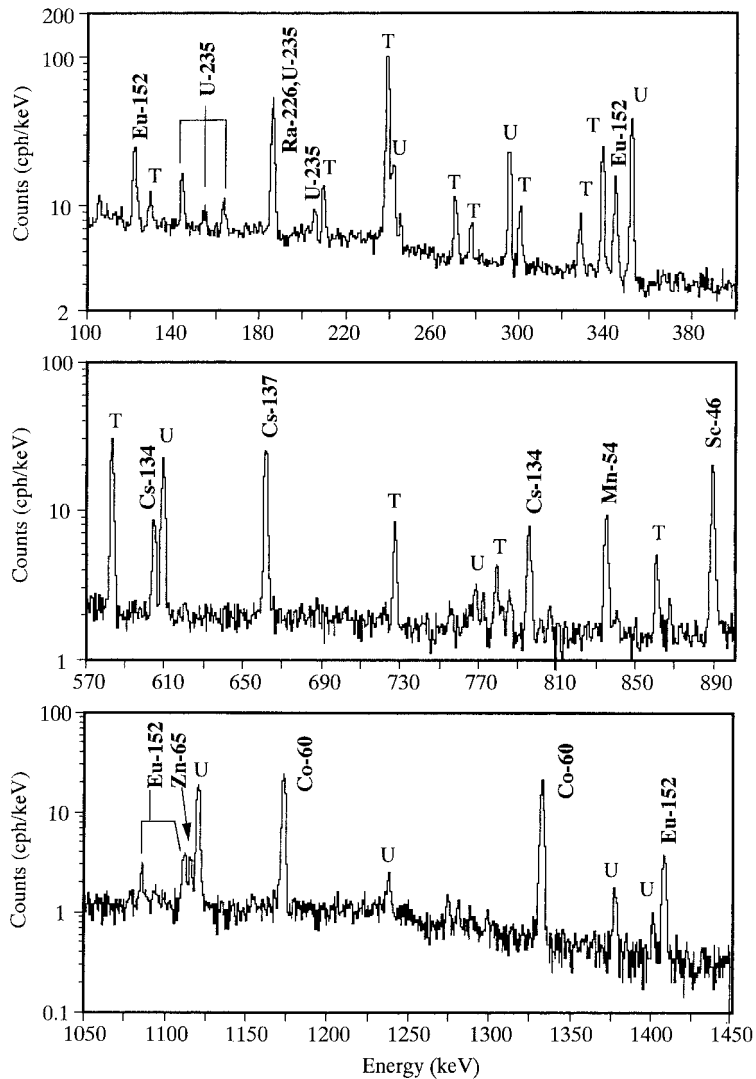 200
100
10
2
Counts (cph/keV)
Eu-152
T
U-235
Ra-226,U-235
U-235
T
T
U
T
T
U
T
T
T
Eu-152
U
100 140 180 220 260 300 340 380
100
10
1
Counts (cph/keV)
T
Cs-134
U
Cs-137
T
U
T
Cs-134
Mn-54
T
Sc-46
570 610 650 690 730 770 810 850 890
100
10
1
0.1
Counts (cph/keV)
Eu-152
Zn-65
U
Co-60
U
Co-60
U
U
Eu-152
1050 1100 1150 1200 1250 1300 1350 1400 1450
Energy (keV)